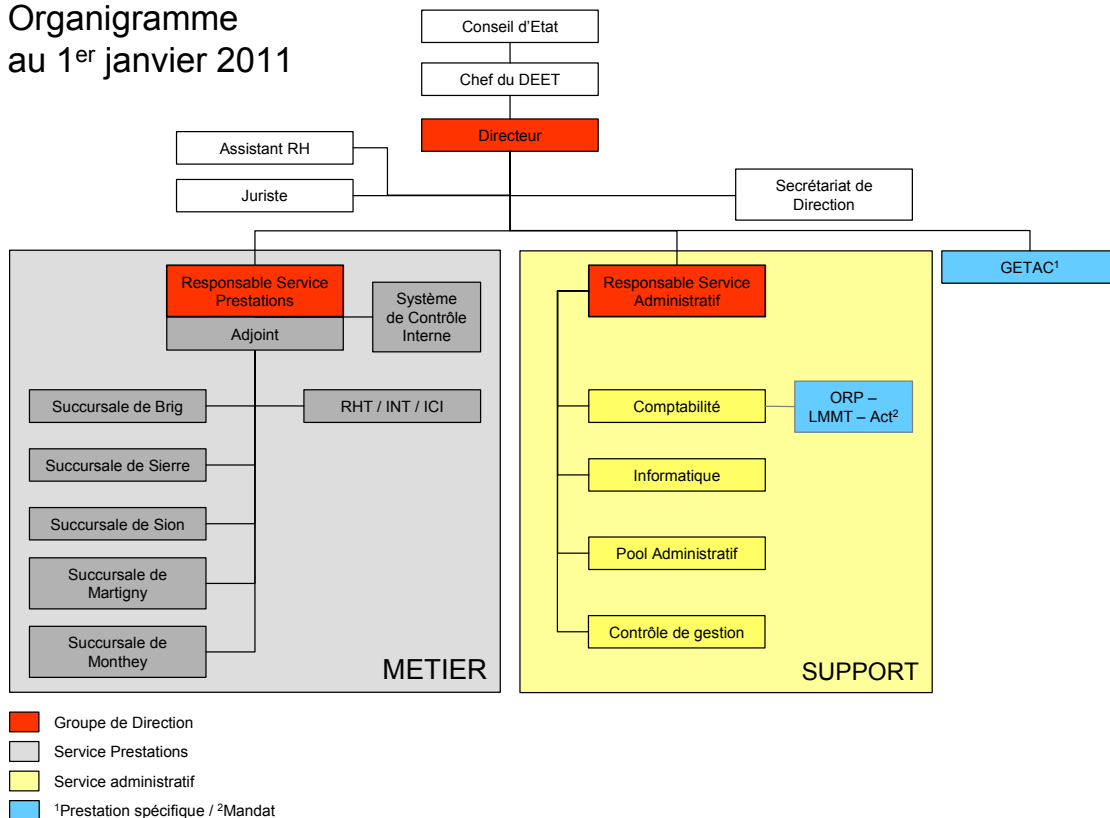 Organigramme
au 1er janvier 2011
Conseil d'Etat
Chef du DEET
Directeur
Assistant RH
Juriste
Secrétariat de
Direction
Responsable Service
Prestations
Adjoint
Système
de Contrôle
Interne
Responsable Service
Administratif
GETAC¹
Succursale de Brig
RHT / INT / ICI
Comptabilité
ORP –
LMMT – Act²
Succursale de Sierre
Informatique
Succursale de Sion
Pool Administratif
Succursale de
Martigny
Succursale de
Monthey
Contrôle de gestion
METIER
SUPPORT
Groupe de Direction
Service Prestations
Service administratif
¹Prestation spécifique / ²Mandat